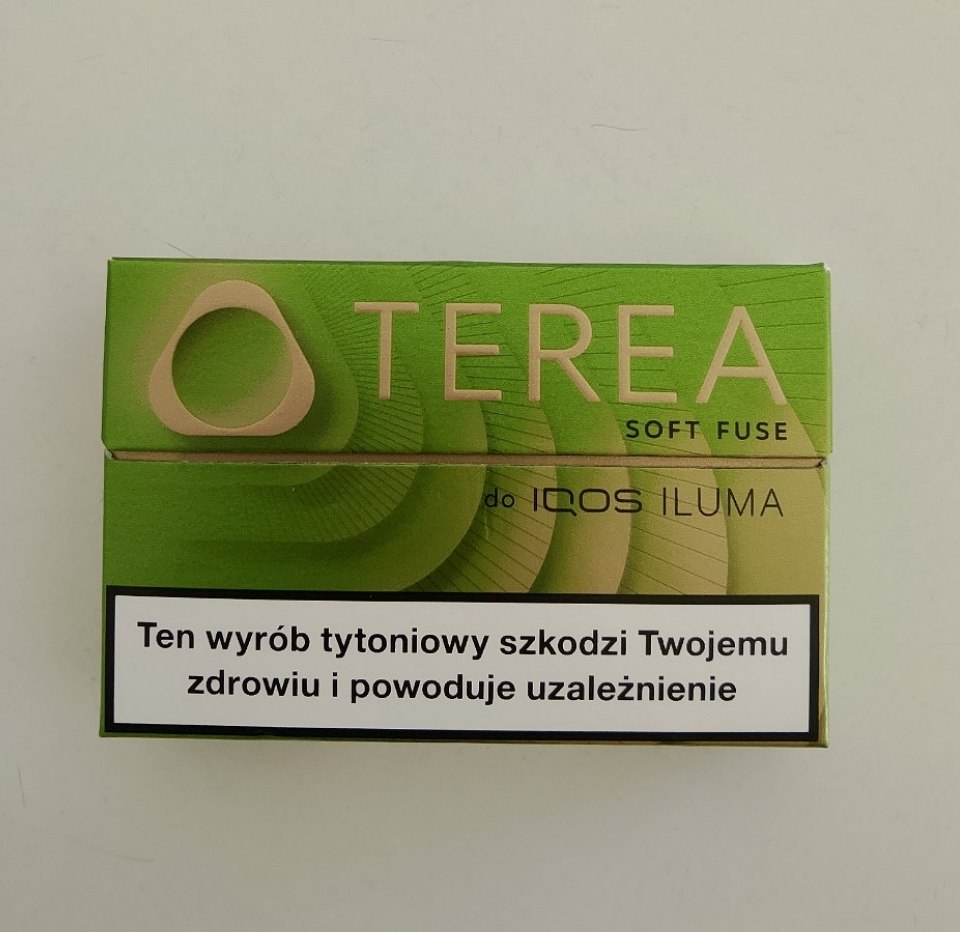 TEREA
SOFT FUSE
do IQOS ILUMA
Ten wyrób tytoniowy szkodzi Twojemu
zdrowiu i powoduje uzależnienie